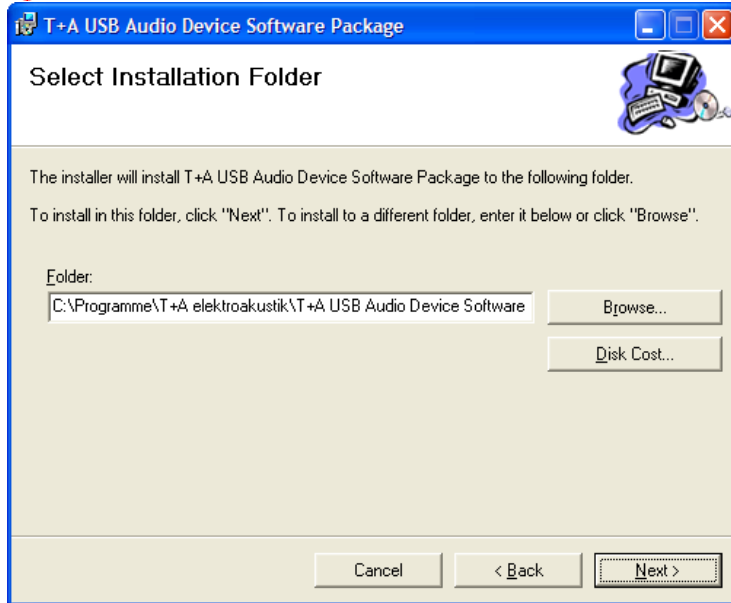 T+A USB Audio Device Software Package
Select Installation Folder
The installer will install T+A USB Audio Device Software Package to the following folder.
To install in this folder, click "Next". To install to a different folder, enter it below or click "Browse".
Folder:
C:\Programme\T+A elektroakustik\T+A USB Audio Device Software
Browse...
Disk Cost...
Cancel
< Back
Next >